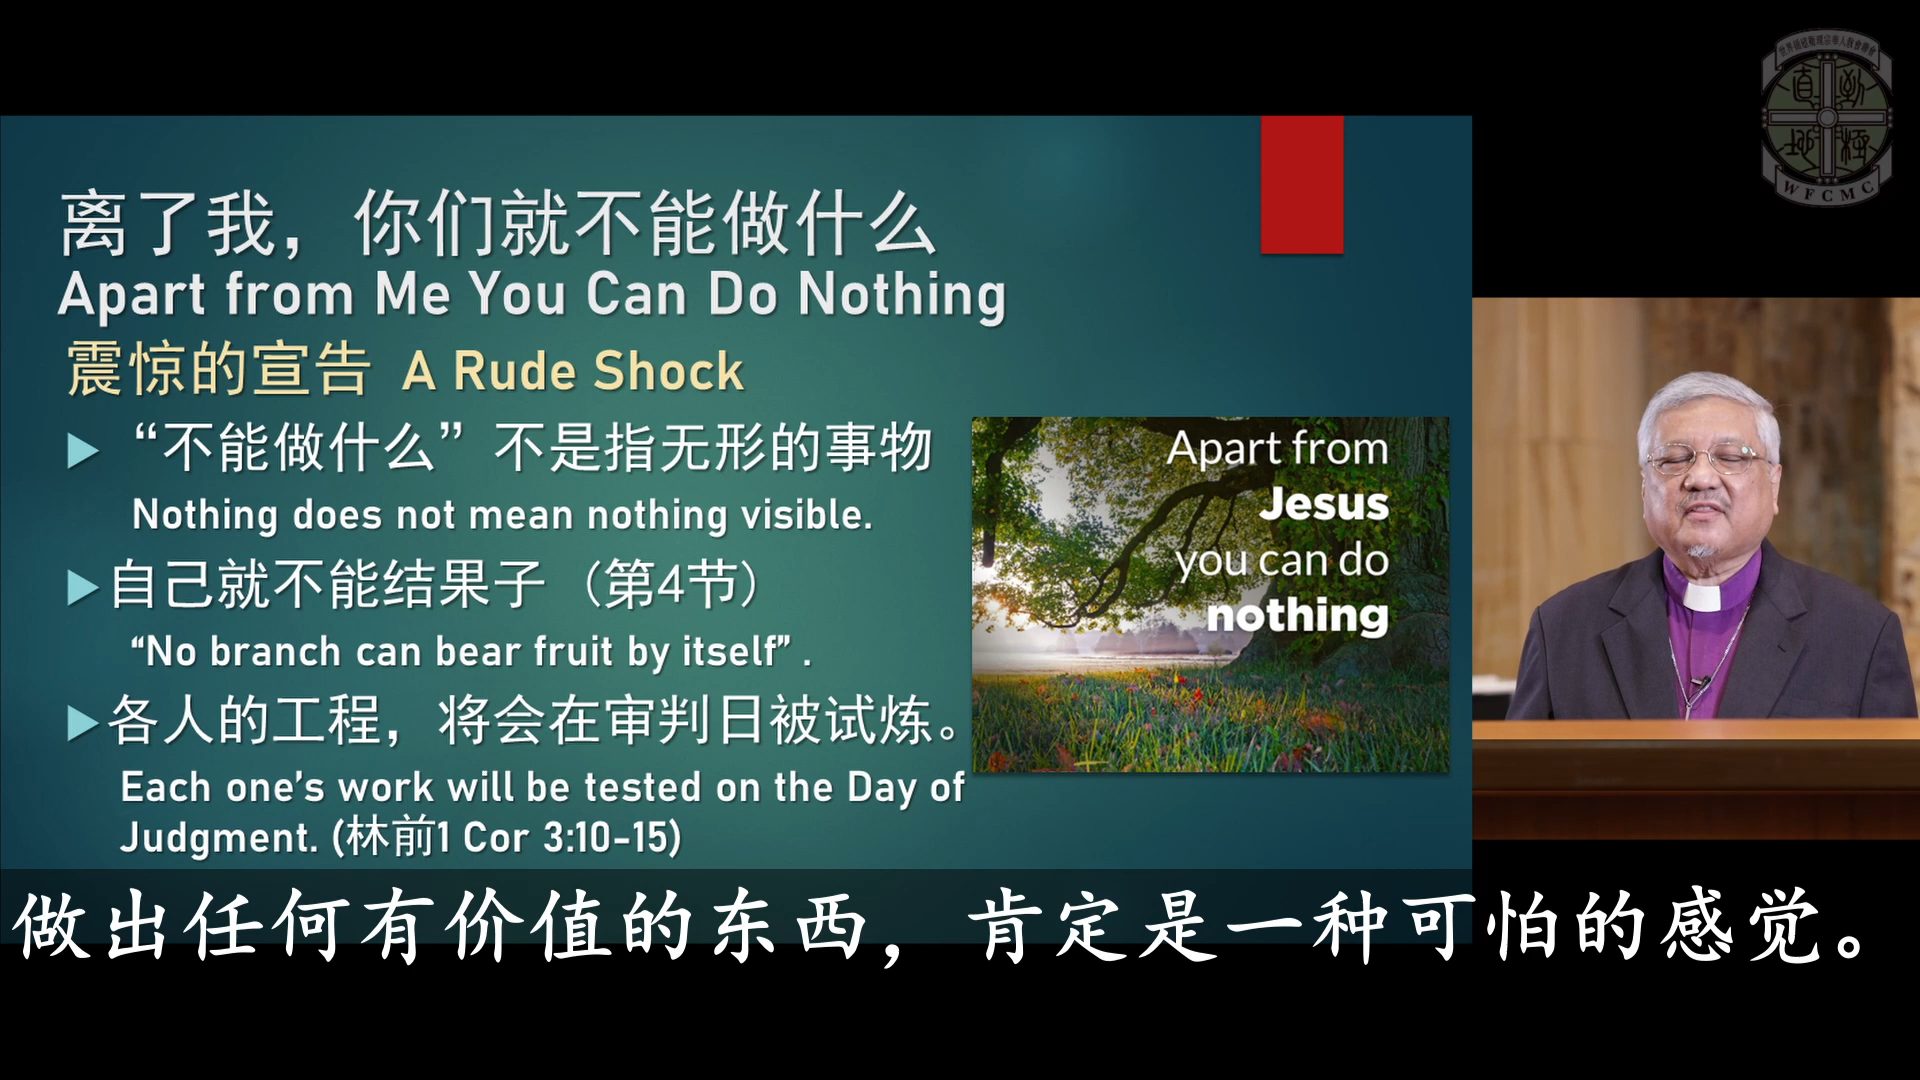 离了我，你们就不能做什么
Apart from Me You Can Do Nothing
震惊的宣告 A Rude Shock
“不能做什么”不是指无形的事物
Nothing does not mean nothing visible.
自己就不能结果子（第4节）
“No branch can bear fruit by itself” .
各人的工程，将会在审判日被试炼。
Each one’s work will be tested on the Day of
Judgment. (林前1 Cor 3:10-15)
Apart from
Jesus
you can do
nothing
做出任何有价值的东西，肯定是一种可怕的感觉。
WFCMC